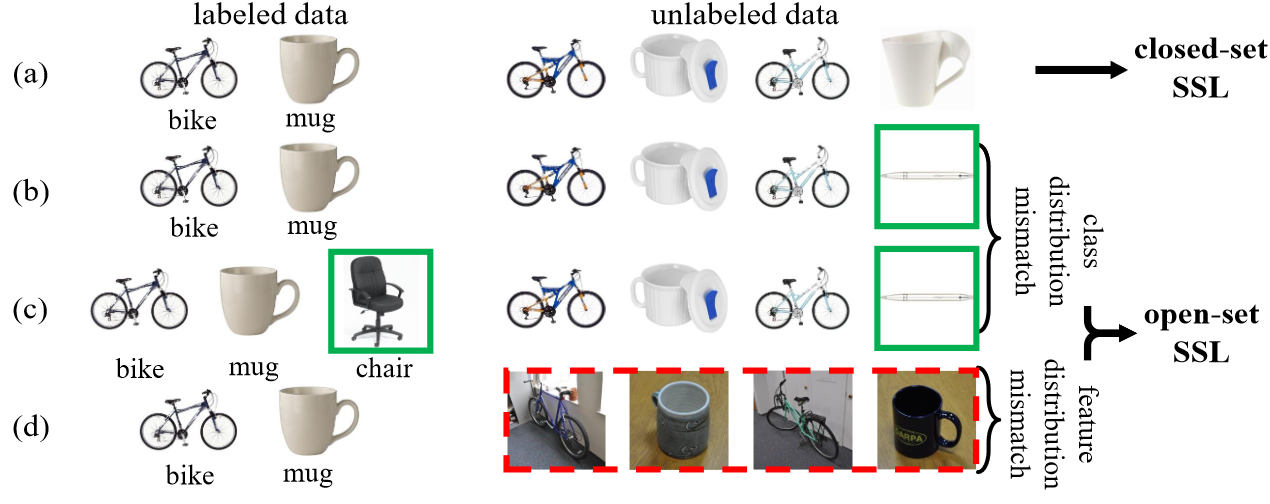 labeled data
unlabeled data
(a)
bike
mug
closed-set
SSL
(b)
bike
mug
class
distribution
mismatch
(c)
bike
mug
chair
open-set
SSL
(d)
bike
mug
DARPA
feature
distribution
mismatch